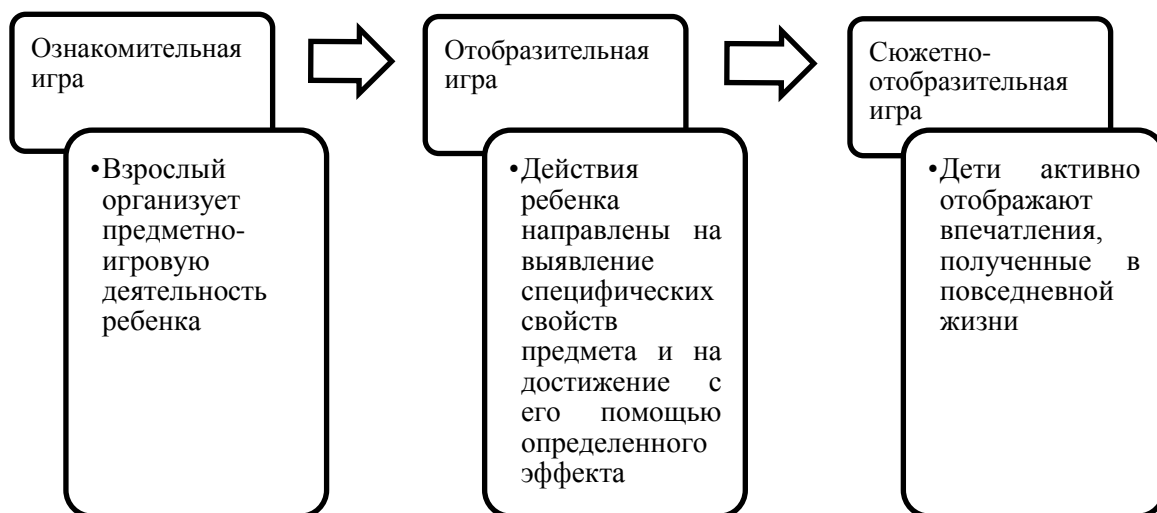 Ознакомительная
игра
•Взрослый
организует
предметно-
игровую
деятельность
ребенка
Отобразительная
игра
•Действия
ребенка
направлены на
выявление
специфических
свойств
предмета и на
достижение с
его помощью
определенного
эффекта
Сюжетно-
отобразительная
игра
•Дети активно
отображают
впечатления,
полученные в
повседневной
жизни